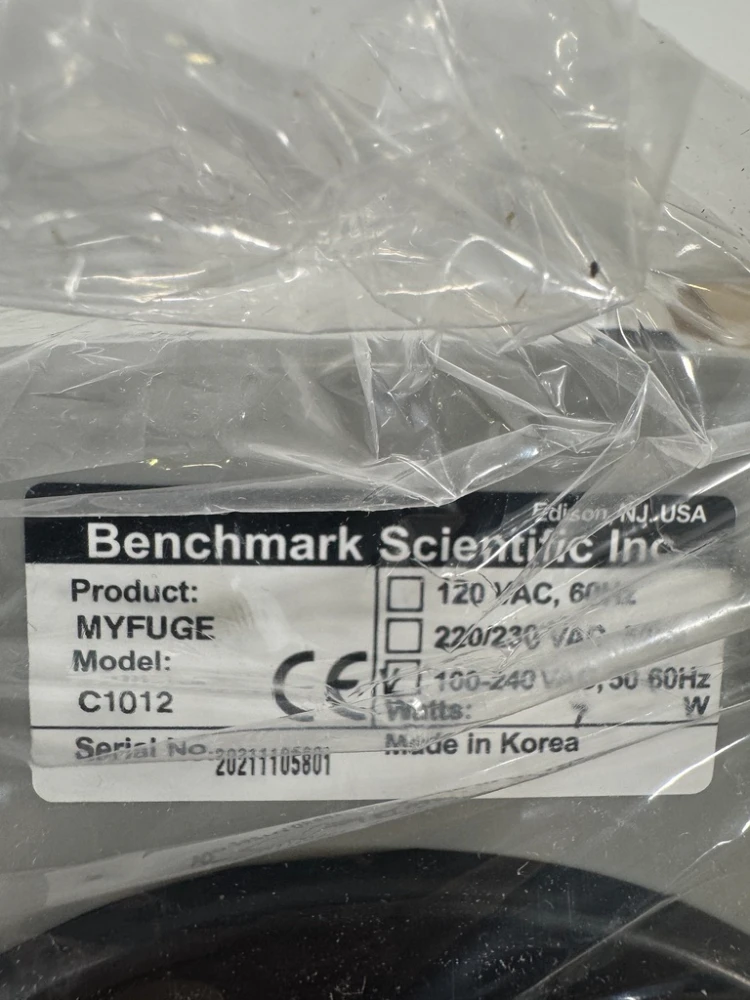 Edison, NJ. USA
Benchmark Scientific Inc
Product:
MYFUGE
Model:
C1012
CE
120 VAC, 60Hz
220/230 VAC,
100-240 VAC, 50 60Hz
Watts: 7 W
Serial No. 20211105801
Made in Korea